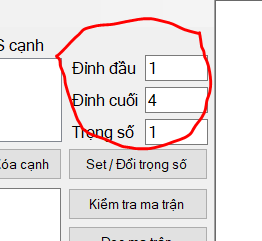 S cạnh
Đỉnh đầu 1
Đỉnh cuối 4
Trọng số 1
óa cạnh
Set / Đổi trọng số
Kiểm tra ma trận